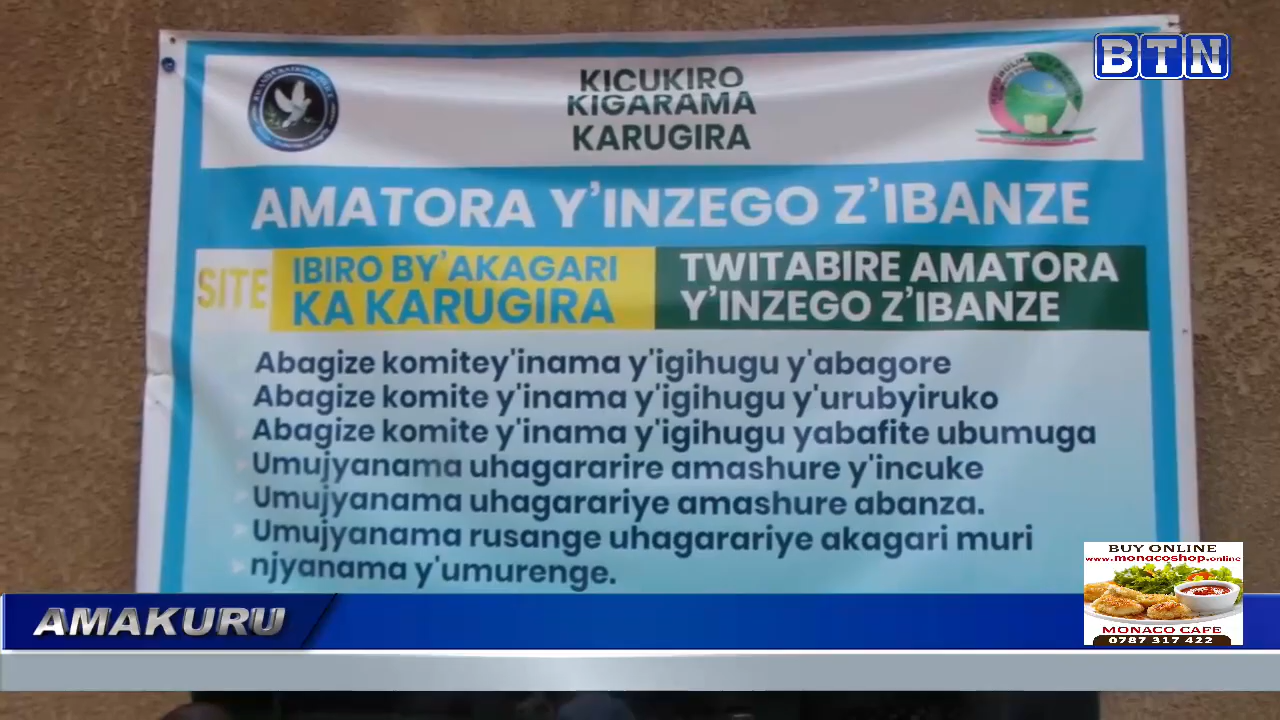 BTN
KICUKIRO
KIGARAMA
KARUGIRA
AMATORA Y'INZEGO Z'IBANZE
SITE
IBIRO BY'AKAGARI
KA KARUGIRA
TWITABIRE AMATORA
Y'INZEGO Z'IBANZE
Abagize komitey'inama y'igihugu y'abagore
Abagize komite y'inama y'igihugu y'urubyiruko
Abagize komite y'inama y'igihugu yabafite ubumuga
Umujyanama uhagararire amashure y'incuke
Umujyanama uhagarariye amashure abanza.
Umujyanama rusange uhagarariye akagari muri
njyanama y'umurenge.
AMAKURU
BUY ONLINE
www.monacoshop.online
MONACO CAFE
0787 317 422